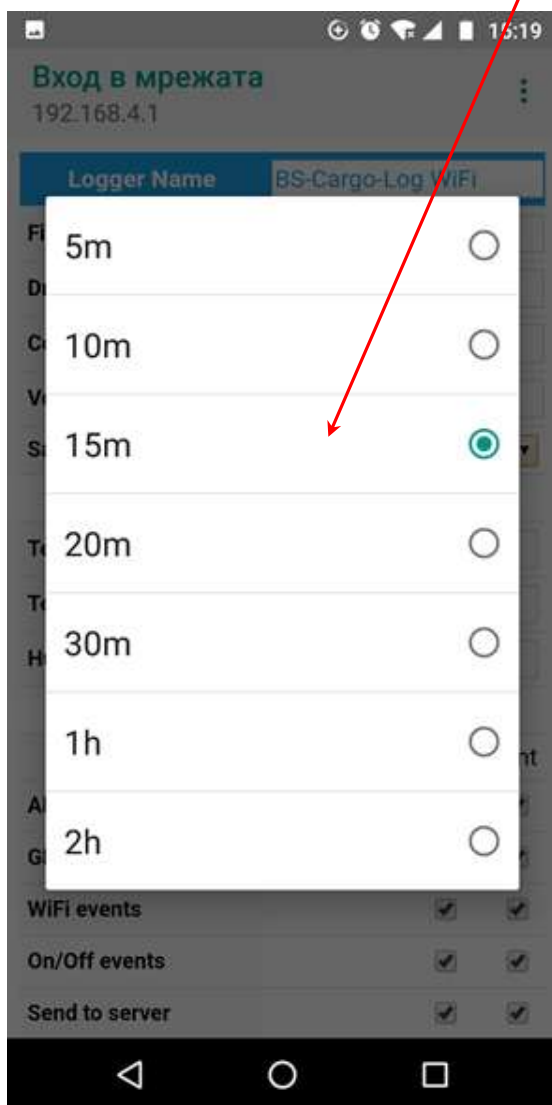 15:19
Вход в мрежата
192.168.4.1
Logger Name BS-Cargo-Log WiFi
5m
10m
15m
20m
30m
1h
2h
WiFi events
On/Off events
Send to server